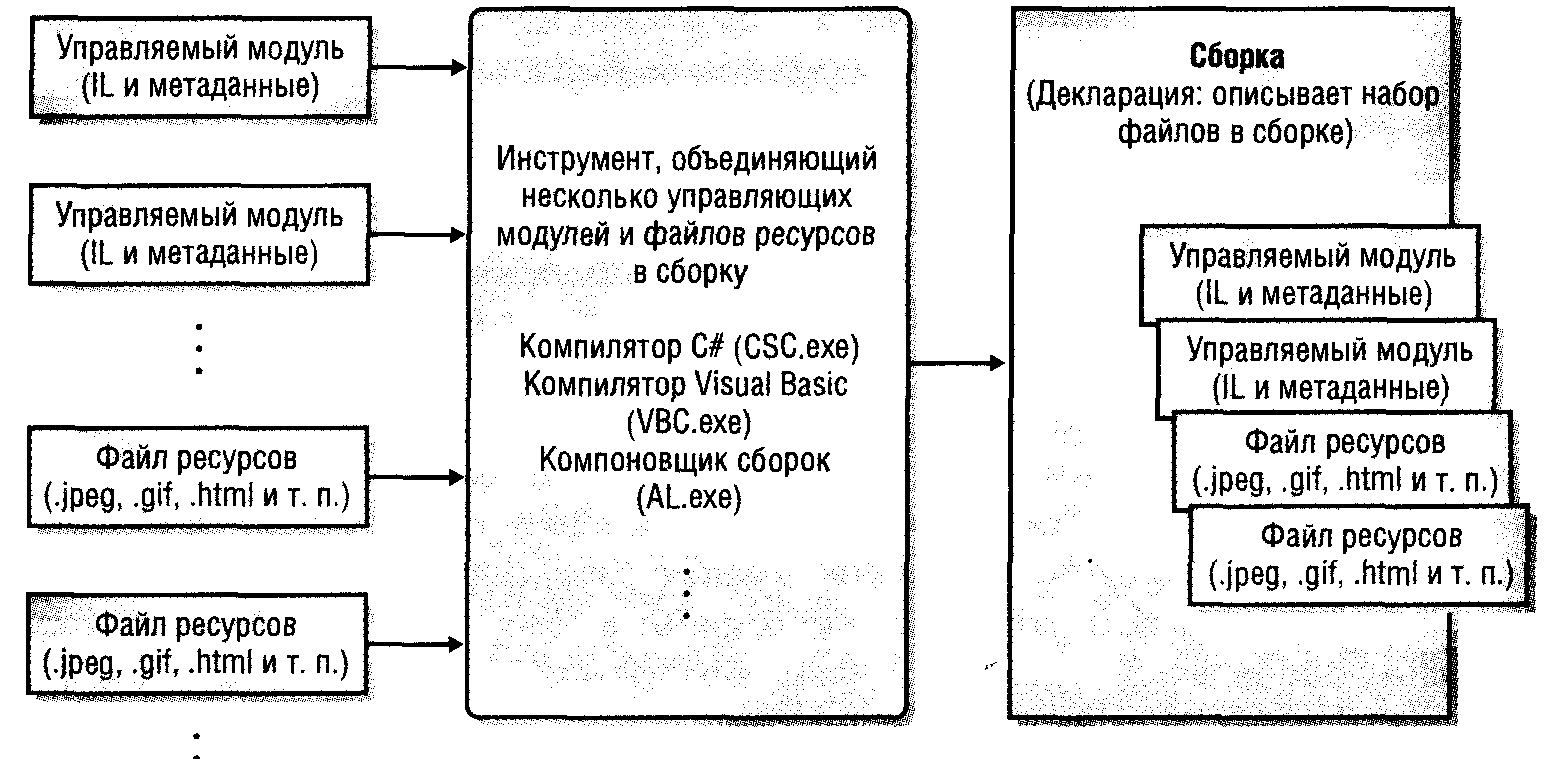 Управляемый модуль
(IL и метаданные)
Управляемый модуль
(IL и метаданные)
Файл ресурсов
(.jpeg, .gif, .html и т. п.)
Файл ресурсов
(.jpeg, .gif, .html и т. п.)
Инструмент, объединяющий
несколько управляющих
модулей и файлов ресурсов
в сборку
Компилятор C# (CSC.exe)
Компилятор Visual Basic
(VBC.exe)
Компоновщик сборок
(AL.exe)
Сборка
(Декларация: описывает набор
файлов в сборке)
Управляемый модуль
(IL и метаданные)
Управляемый модуль
(IL и метаданные)
Файл ресурсов
(.jpeg, .gif, .html и т. п.)
Файл ресурсов
(.jpeg, .gif, .html и т. п.)